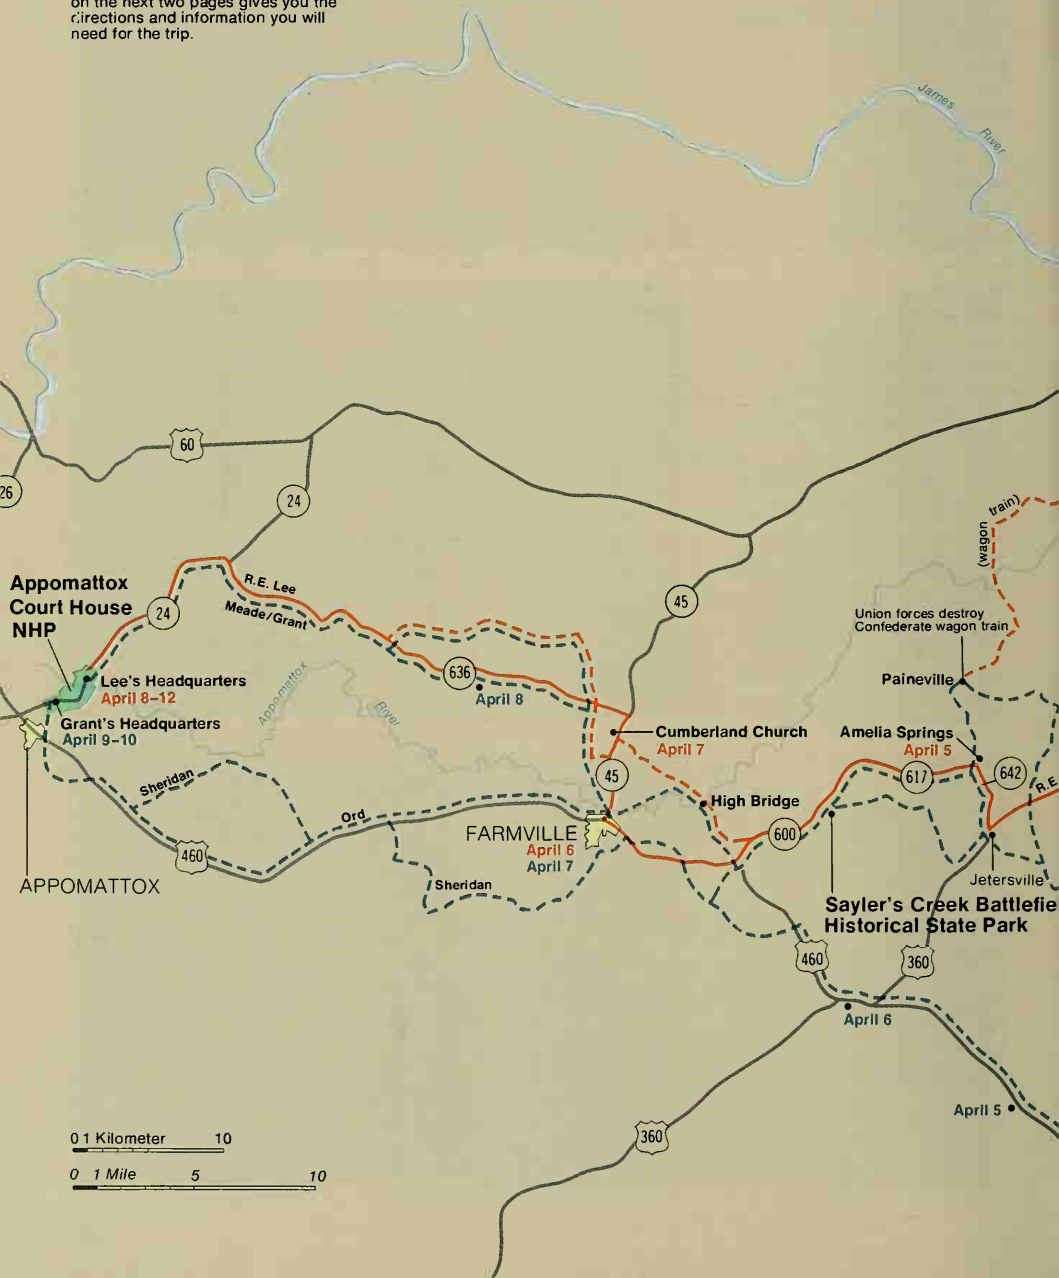 on the next two pages gives you the
directions and information you will
need for the trip.
James
River
60
26
24
(wagon
train)
R.E. Lee
Meade/Grant
Appomattox
Court House
NHP
24
45
Union forces destroy
Confederate wagon train
636
Lee's Headquarters
April 8–12
April 8
Paineville
Appomattox
River
Grant's Headquarters
April 9–10
Cumberland Church
April 7
Amelia Springs
April 5
45
617
642
R.E
Sheridan
High Bridge
Ord
FARMVILLE
April 6
April 7
600
460
APPOMATTOX
Sheridan
Jetersville
Sayler's Creek Battlefie
Historical State Park
460
360
April 6
April 5
360
0 1 Kilometer 10
0 1 Mile 5 10